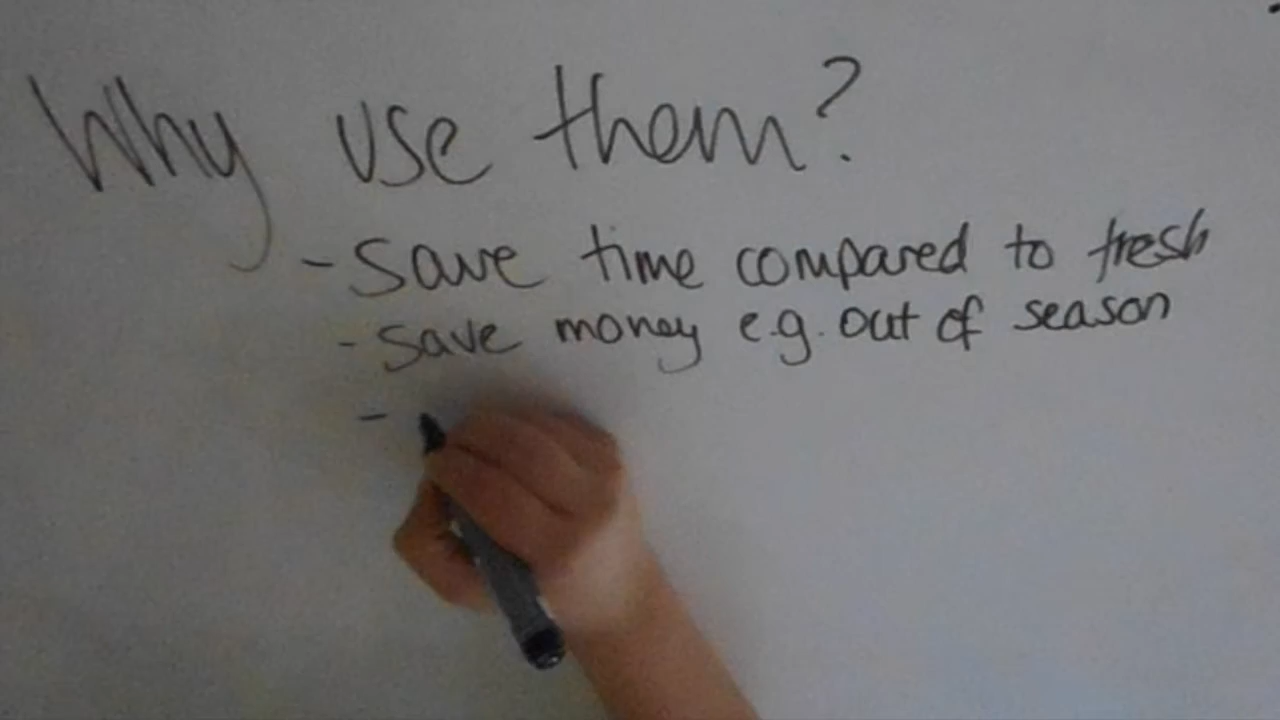 Why use them?
- Save time compared to fresh
- Save money e.g. out of season
-